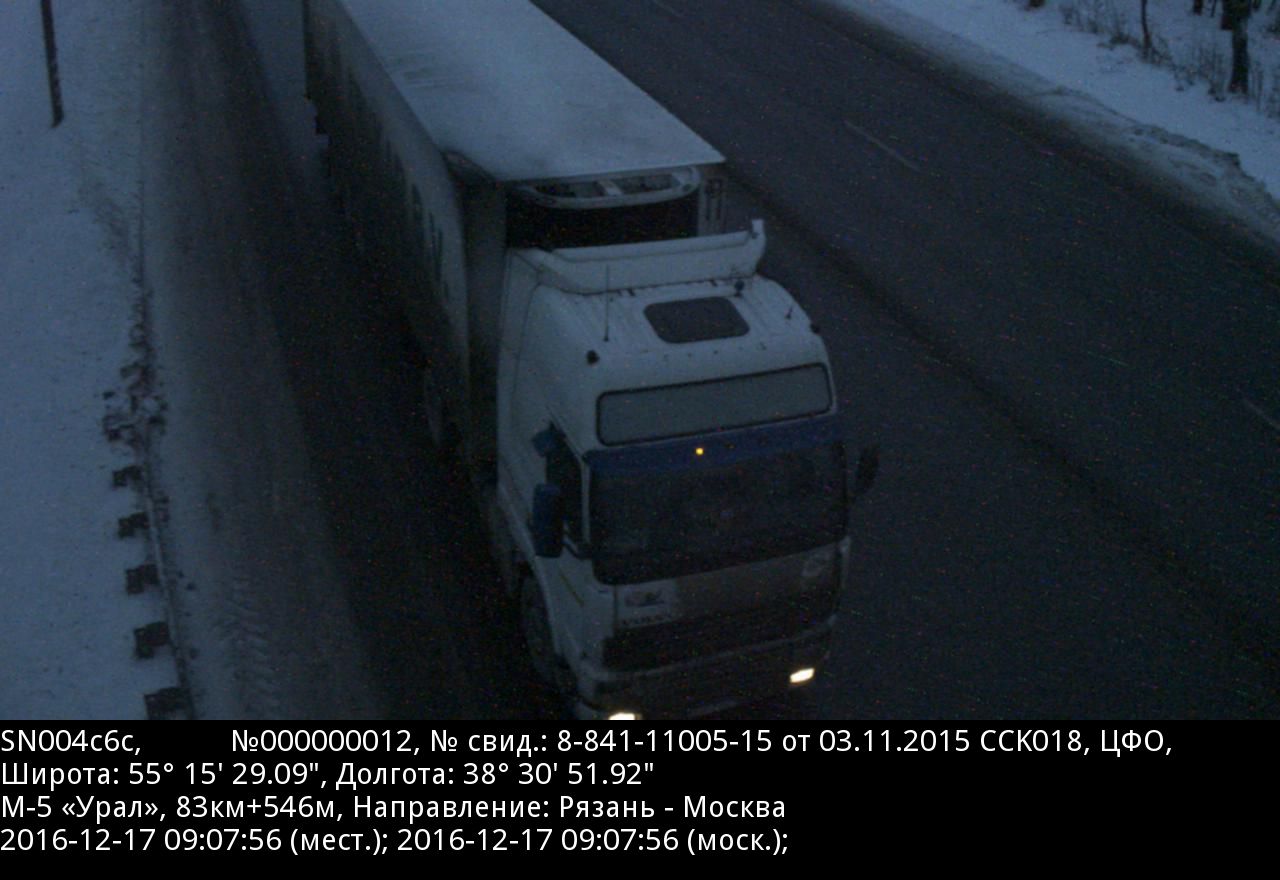 SN004c6c, №000000012, № свид.: 8-841-11005-15 от 03.11.2015 ССК018, ЦФО,
Широта: 55° 15' 29.09", Долгота: 38° 30' 51.92"
М-5 «Урал», 83км+546м, Направление: Рязань - Москва
2016-12-17 09:07:56 (мест.); 2016-12-17 09:07:56 (моск.);